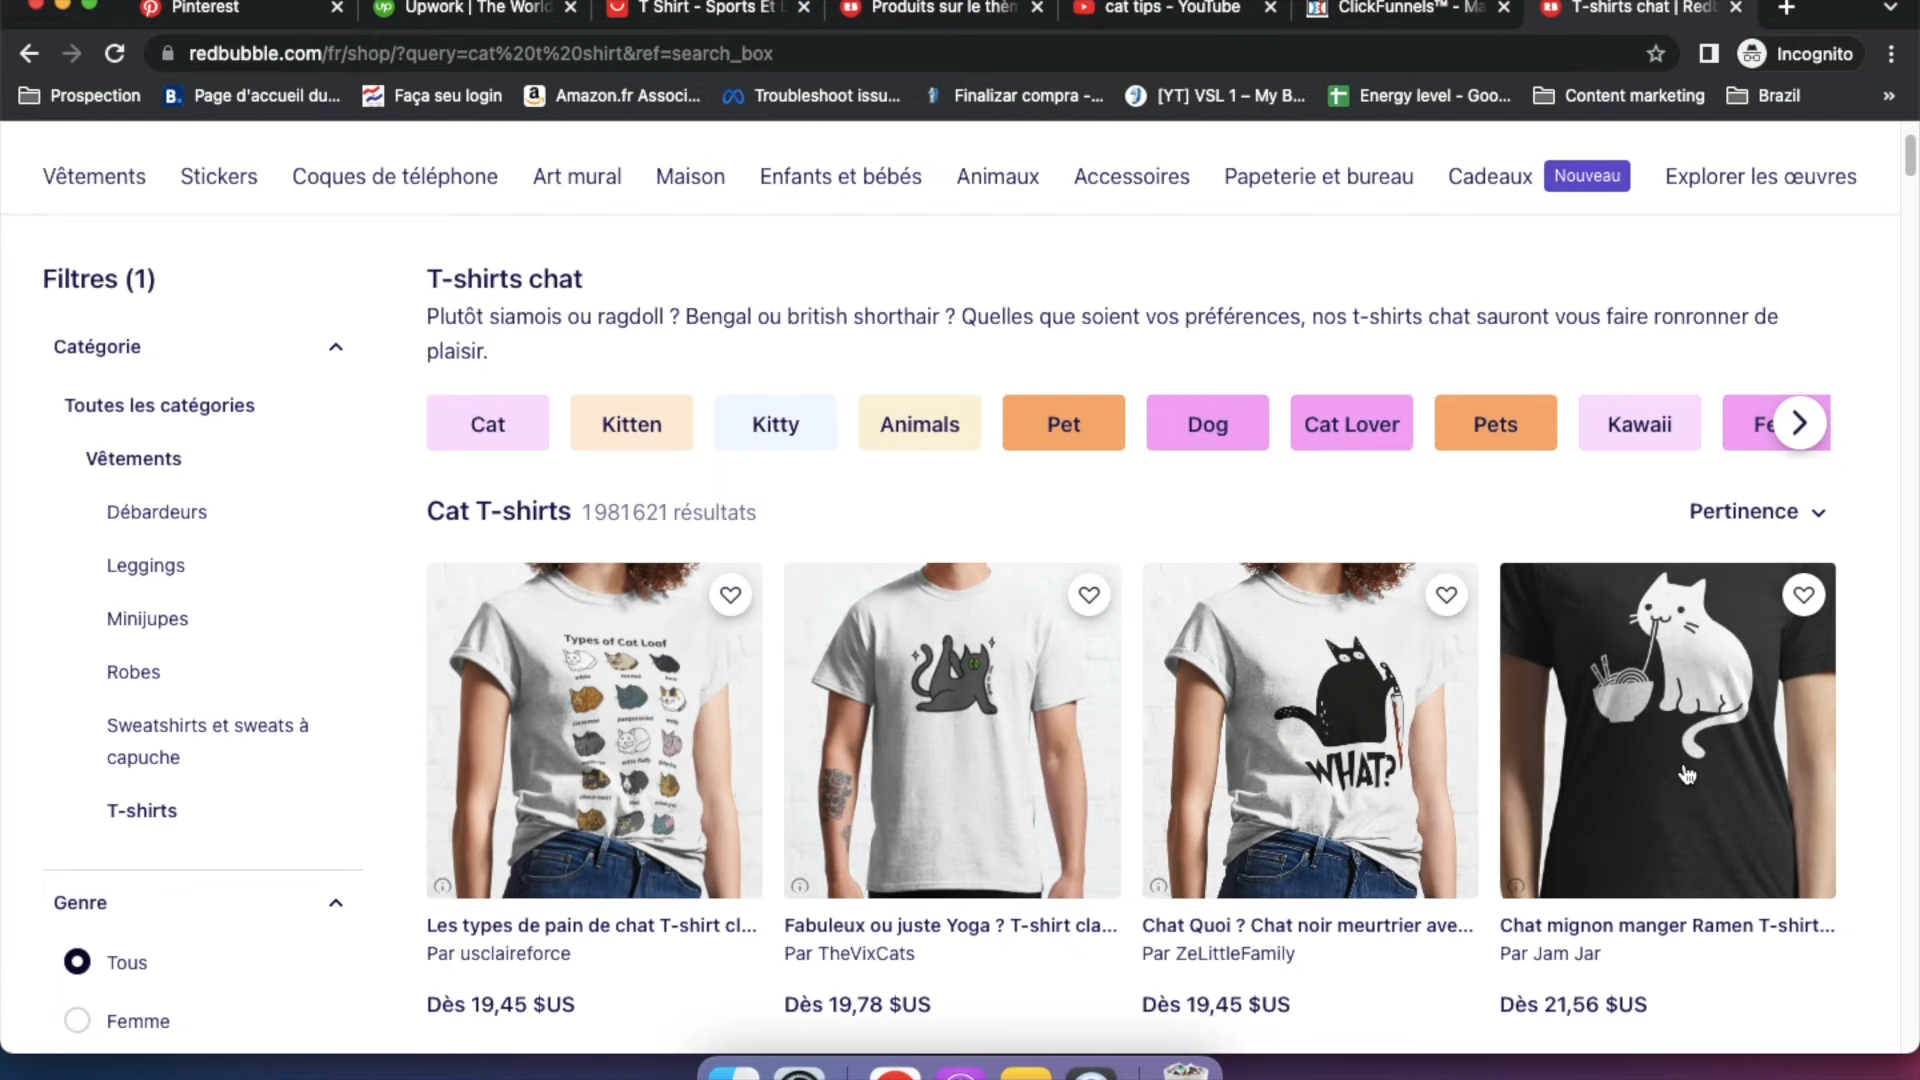 Pinterest
Upwork | The World
T Shirt - Sports Et L
Produits sur le thèm
cat tips - YouTube
ClickFunnels™ - Ma
T-shirts chat | Redb
redbubble.com/fr/shop/?query=cat%20t%20shirt&ref=search_box
Incognito
Prospection
Page d'accueil du...
Faça seu login
Amazon.fr Associ...
Troubleshoot issu...
Finalizar compra -...
[YT] VSL 1 – My B...
Energy level - Goo...
Content marketing
Brazil
»
Vêtements
Stickers
Coques de téléphone
Art mural
Maison
Enfants et bébés
Animaux
Accessoires
Papeterie et bureau
Cadeaux
Nouveau
Explorer les œuvres
Filtres (1)
Catégorie
Toutes les catégories
Vêtements
Débardeurs
Leggings
Minijupes
Robes
Sweatshirts et sweats à
capuche
T-shirts
Genre
Tous
Femme
T-shirts chat
Plutôt siamois ou ragdoll ? Bengal ou british shorthair ? Quelles que soient vos préférences, nos t-shirts chat sauront vous faire ronronner de
plaisir.
Cat
Kitten
Kitty
Animals
Pet
Dog
Cat Lover
Pets
Kawaii
Fe
Cat T-shirts 1981621 résultats
Pertinence
Types of Cat Loaf
WHAT?
Les types de pain de chat T-shirt cl...
Par usclaireforce
Dès 19,45 $US
Fabuleux ou juste Yoga ? T-shirt cla...
Par TheVixCats
Dès 19,78 $US
Chat Quoi ? Chat noir meurtrier ave...
Par ZeLittleFamily
Dès 19,45 $US
Chat mignon manger Ramen T-shirt...
Par Jam Jar
Dès 21,56 $US